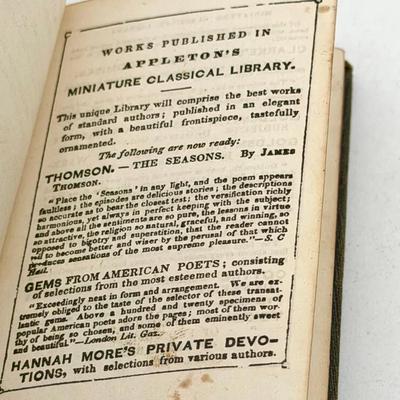 WORKS PUBLISHED IN
APPLETON'S
MINIATURE CLASSICAL LIBRARY.
This unique Library will comprise the best works
of standard authors; published in an elegant
form, with a beautiful frontispiece, tastefully
ornamented.
The following are now ready:
THOMSON. — THE SEASONS. By JAMES
THOMSON.
"Place the 'Seasons' in any light, and the poem appears
faultless; the episodes are delicious stories; the descriptions
so accurate as to bear the closest test; the versification richly
harmonious, yet always in perfect keeping with the subject;
and above all the sentiments are so pure, the lessons in virtue
so attractive, the religion so natural, graceful, and winning, so
opposed to bigotry and superstition, that the reader cannot
fail to become better and wiser by the perusal of that which
produces sensations of the most supreme pleasure."—S. C
Hall.
GEMS FROM AMERICAN POETS; consisting
of selections from the most esteemed authors.
"Exceedingly neat in form and arrangement. We are ex-
tremely obliged to the taste of the selector of these transat-
lantic gems. Above a hundred and twenty specimens of
popular American poets adore the pages; most of them wor-
thy of being so chosen, and some of them eminently sweet
and beautiful."—London Lit. Gaz.
HANNAH MORE'S PRIVATE DEVO-
TIONS, with selections from various authors.